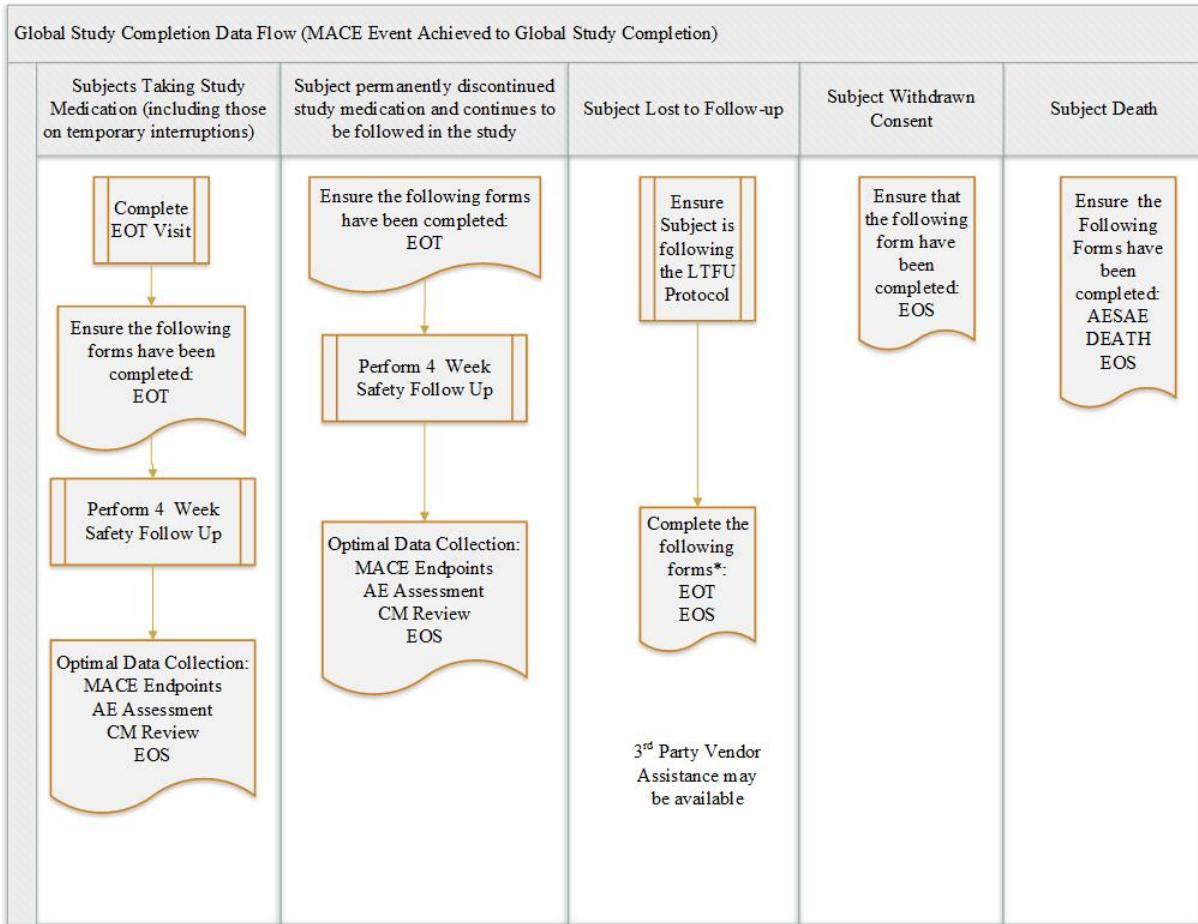 Global Study Completion Data Flow (MACE Event Achieved to Global Study Completion)
Subjects Taking Study
Medication (including those
on temporary interruptions)
Subject permanently discontinued
study medication and continues to
be followed in the study
Subject Lost to Follow-up
Subject Withdrawn
Consent
Subject Death
Complete
EOT Visit
Ensure the following
forms have been
completed:
EOT
Perform 4 Week
Safety Follow Up
Optimal Data Collection:
MACE Endpoints
AE Assessment
CM Review
EOS
Ensure the following forms
have been completed:
EOT
Perform 4 Week
Safety Follow Up
Optimal Data Collection:
MACE Endpoints
AE Assessment
CM Review
EOS
Ensure
Subject is
following
the LTFU
Protocol
Complete the
following
forms*:
EOT
EOS
3rd Party Vendor
Assistance may
be available
Ensure that
the following
form have
been
completed:
EOS
Ensure the
Following
Forms have
been
completed:
AESAE
DEATH
EOS